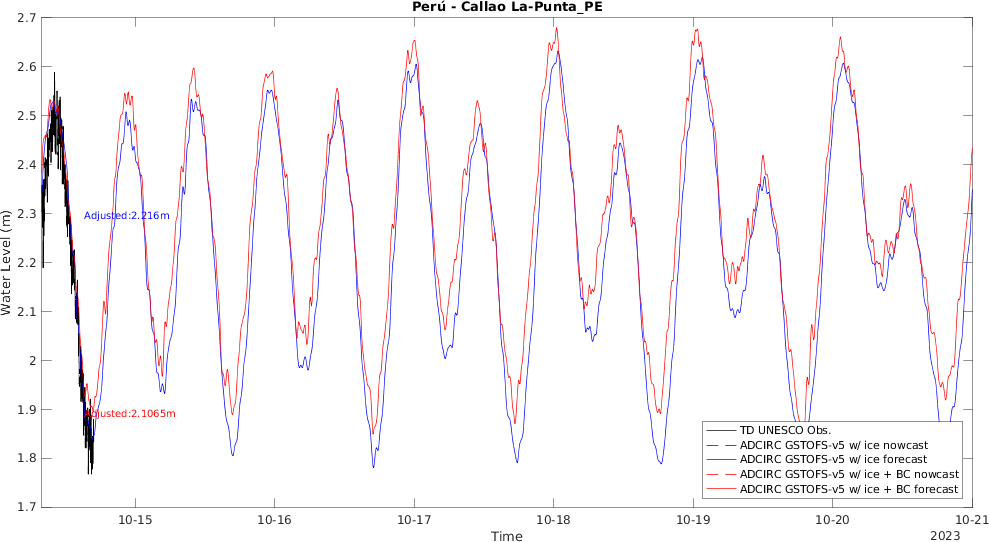 Perú - Callao La-Punta_PE
2.7
2.6
2.5
2.4
2.3
2.2
2.1
2
1.9
1.8
1.7
Water Level (m)
Adjusted:2.216m
Adjusted:2.1065m
TD UNESCO Obs.
ADCIRC GSTOFS-v5 w/ ice nowcast
ADCIRC GSTOFS-v5 w/ ice forecast
ADCIRC GSTOFS-v5 w/ ice + BC nowcast
ADCIRC GSTOFS-v5 w/ ice + BC forecast
10-15
10-16
10-17
10-18
10-19
10-20
10-21
Time
2023